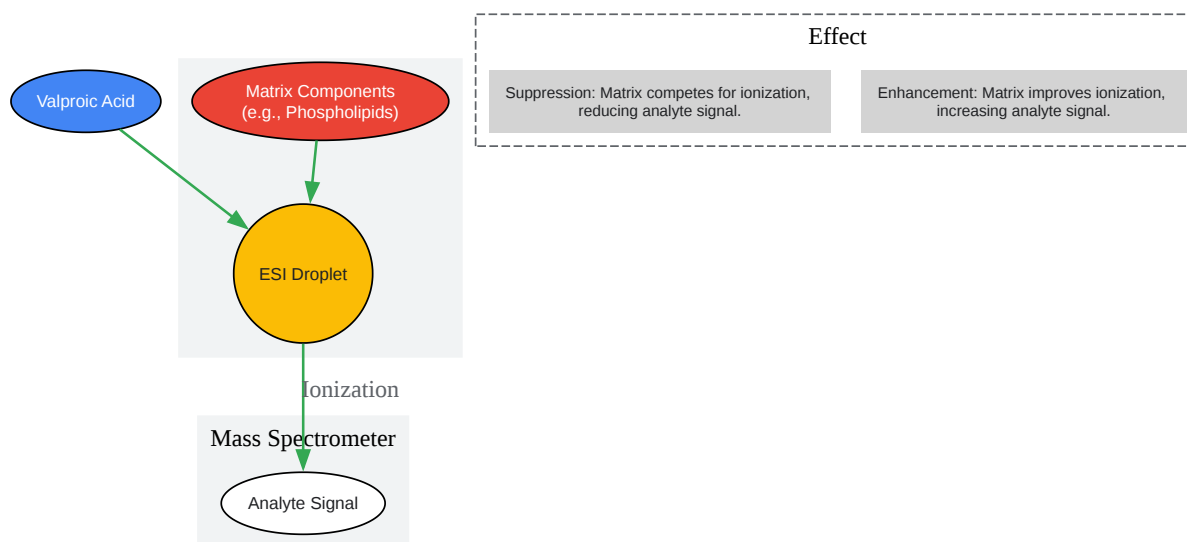 Effect
Valproic Acid
Matrix Components
(e.g., Phospholipids)
Suppression: Matrix competes for ionization,
reducing analyte signal.
Enhancement: Matrix improves ionization,
increasing analyte signal.
ESI Droplet
Ionization
Mass Spectrometer
Analyte Signal